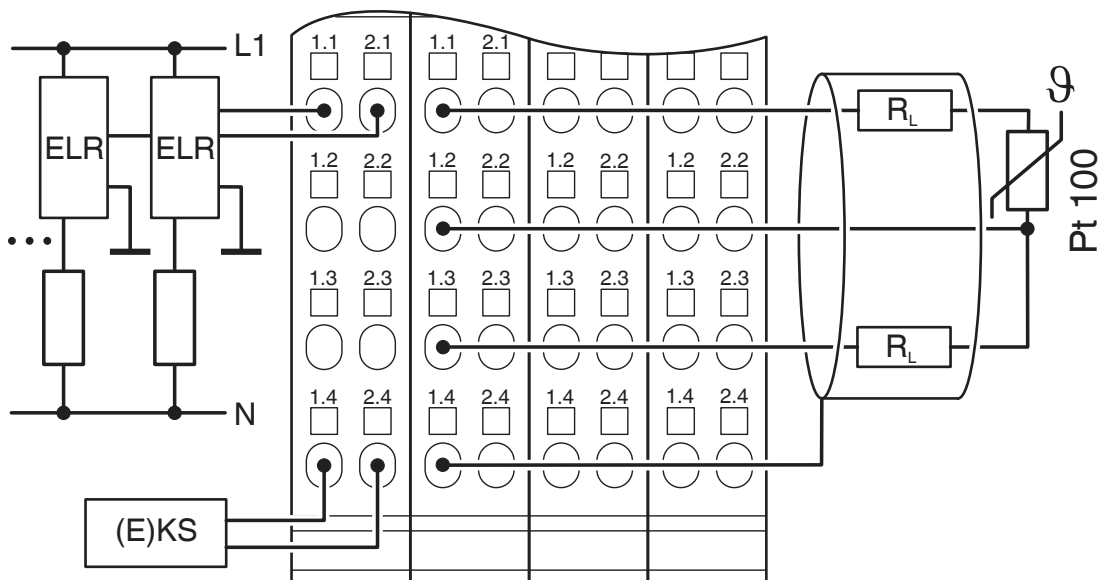 L1
1.1 2.1 1.1 2.1
ELR ELR
R_L
ϑ
Pt 100
1.2 2.2 1.2 2.2 1.2 2.2 1.2 2.2
...
1.3 2.3 1.3 2.3 1.3 2.3 1.3 2.3
R_L
1.4 2.4 1.4 2.4 1.4 2.4 1.4 2.4
N
(E)KS